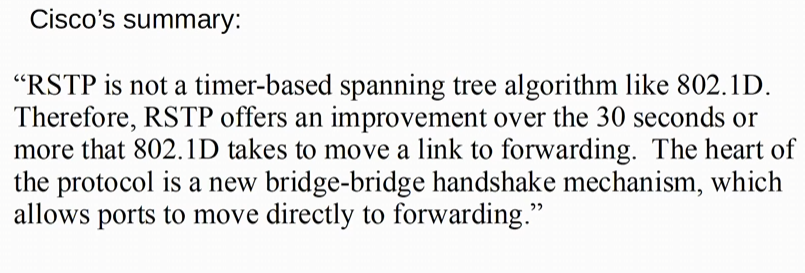 Cisco’s summary:
“RSTP is not a timer-based spanning tree algorithm like 802.1D.
Therefore, RSTP offers an improvement over the 30 seconds or
more that 802.1D takes to move a link to forwarding.  The heart of
the protocol is a new bridge-bridge handshake mechanism, which
allows ports to move directly to forwarding.”